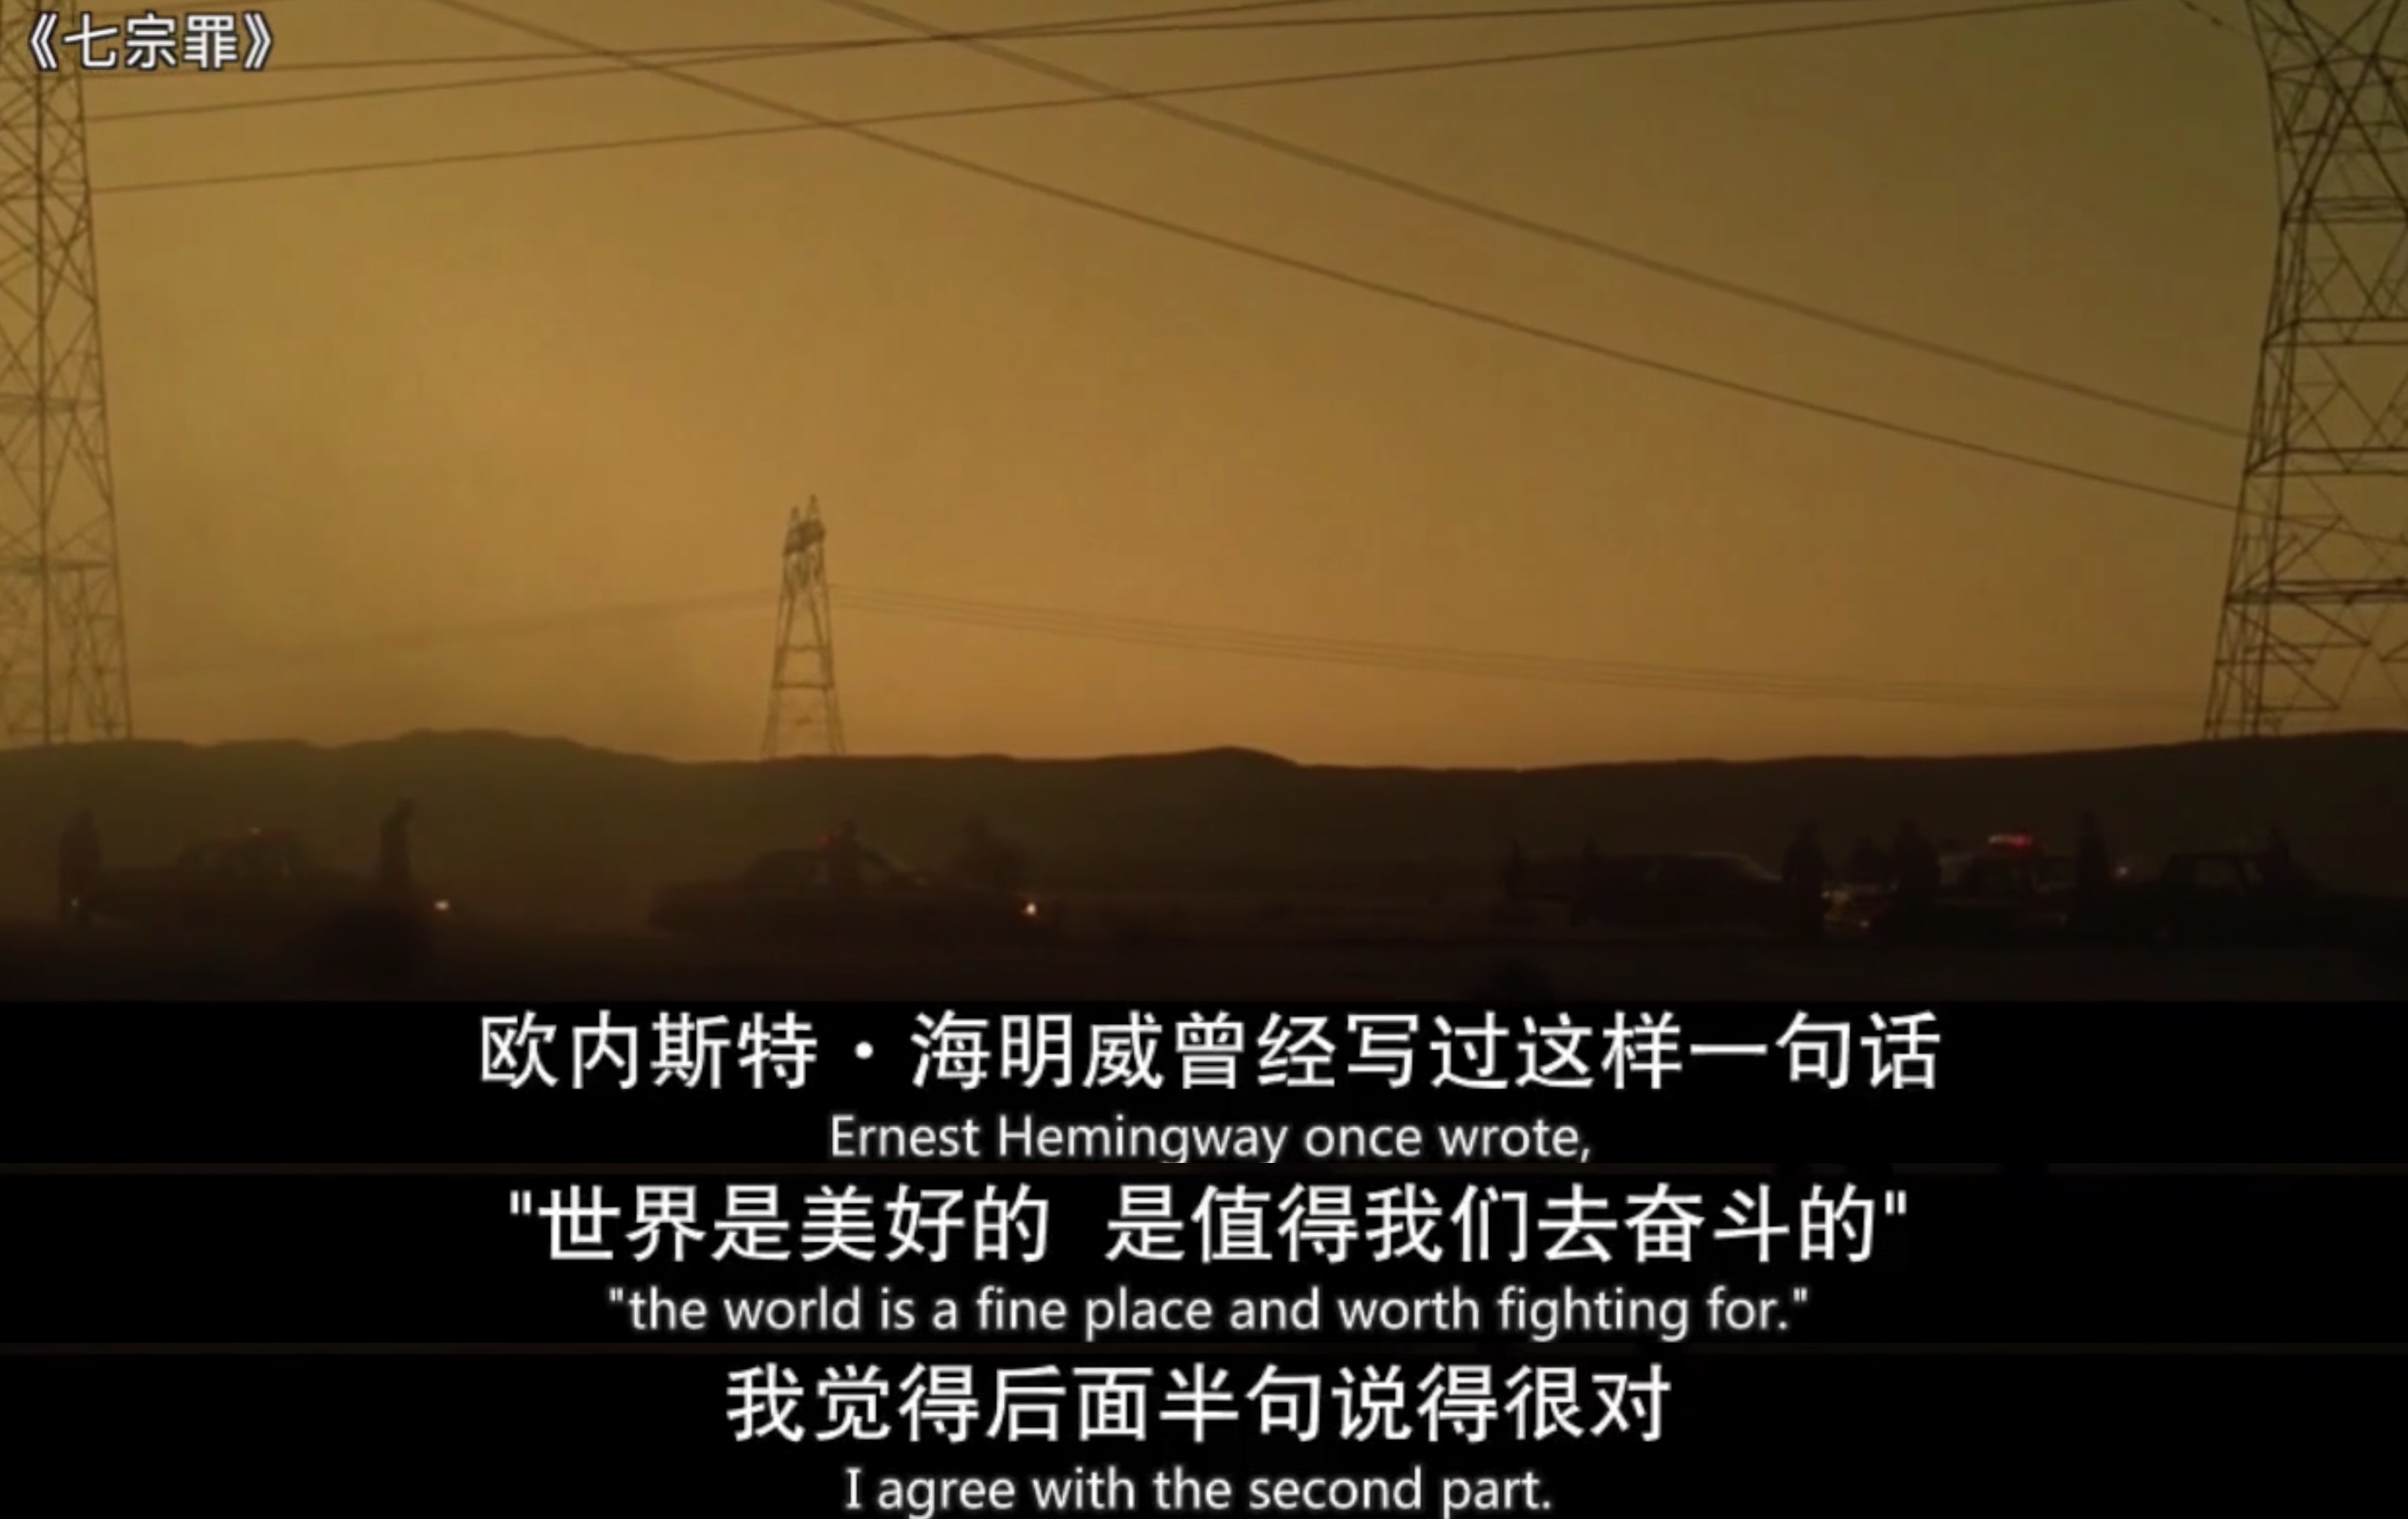 《七宗罪》
欧内斯特·海明威曾经写过这样一句话
Ernest Hemingway once wrote,
"世界是美好的 是值得我们去奋斗的"
"the world is a fine place and worth fighting for."
我觉得后面半句说得很对
I agree with the second part.